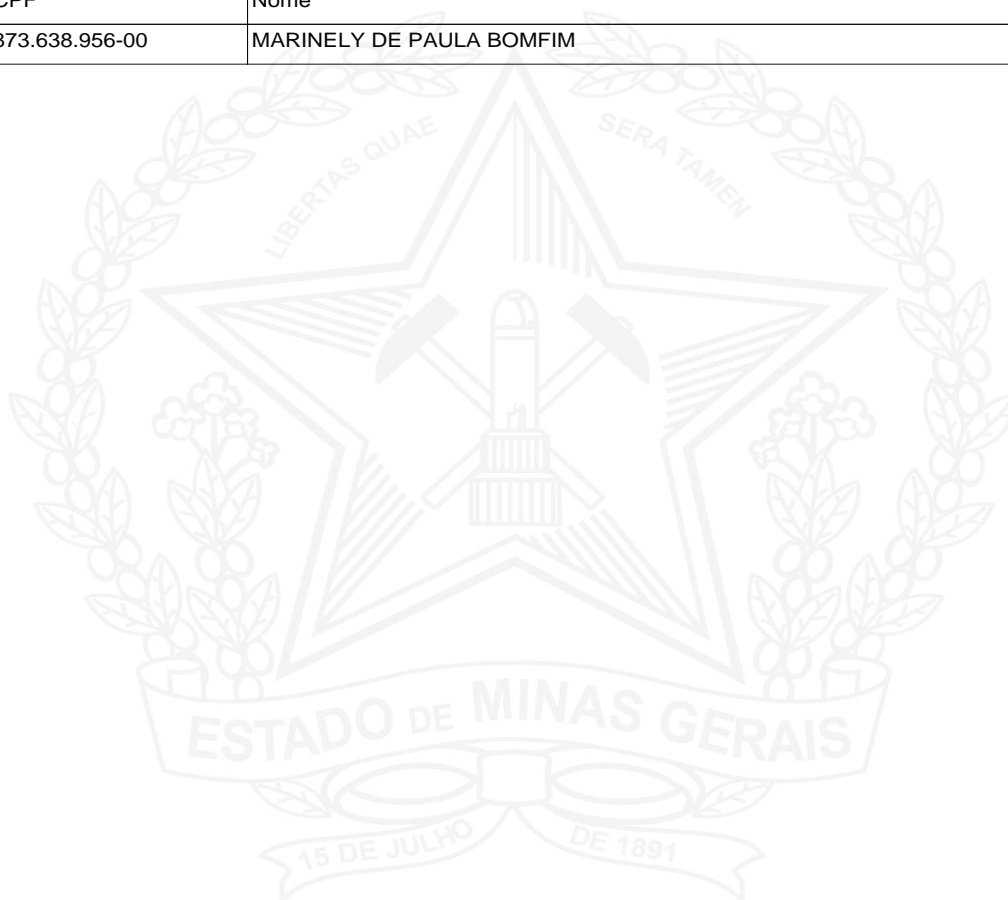 CPF Nome
873.638.956-00 MARINELY DE PAULA BOMFIM
LIBERTAS QUAE SERA TAMEN
ESTADO DE MINAS GERAIS
15 DE JULHO DE 1891